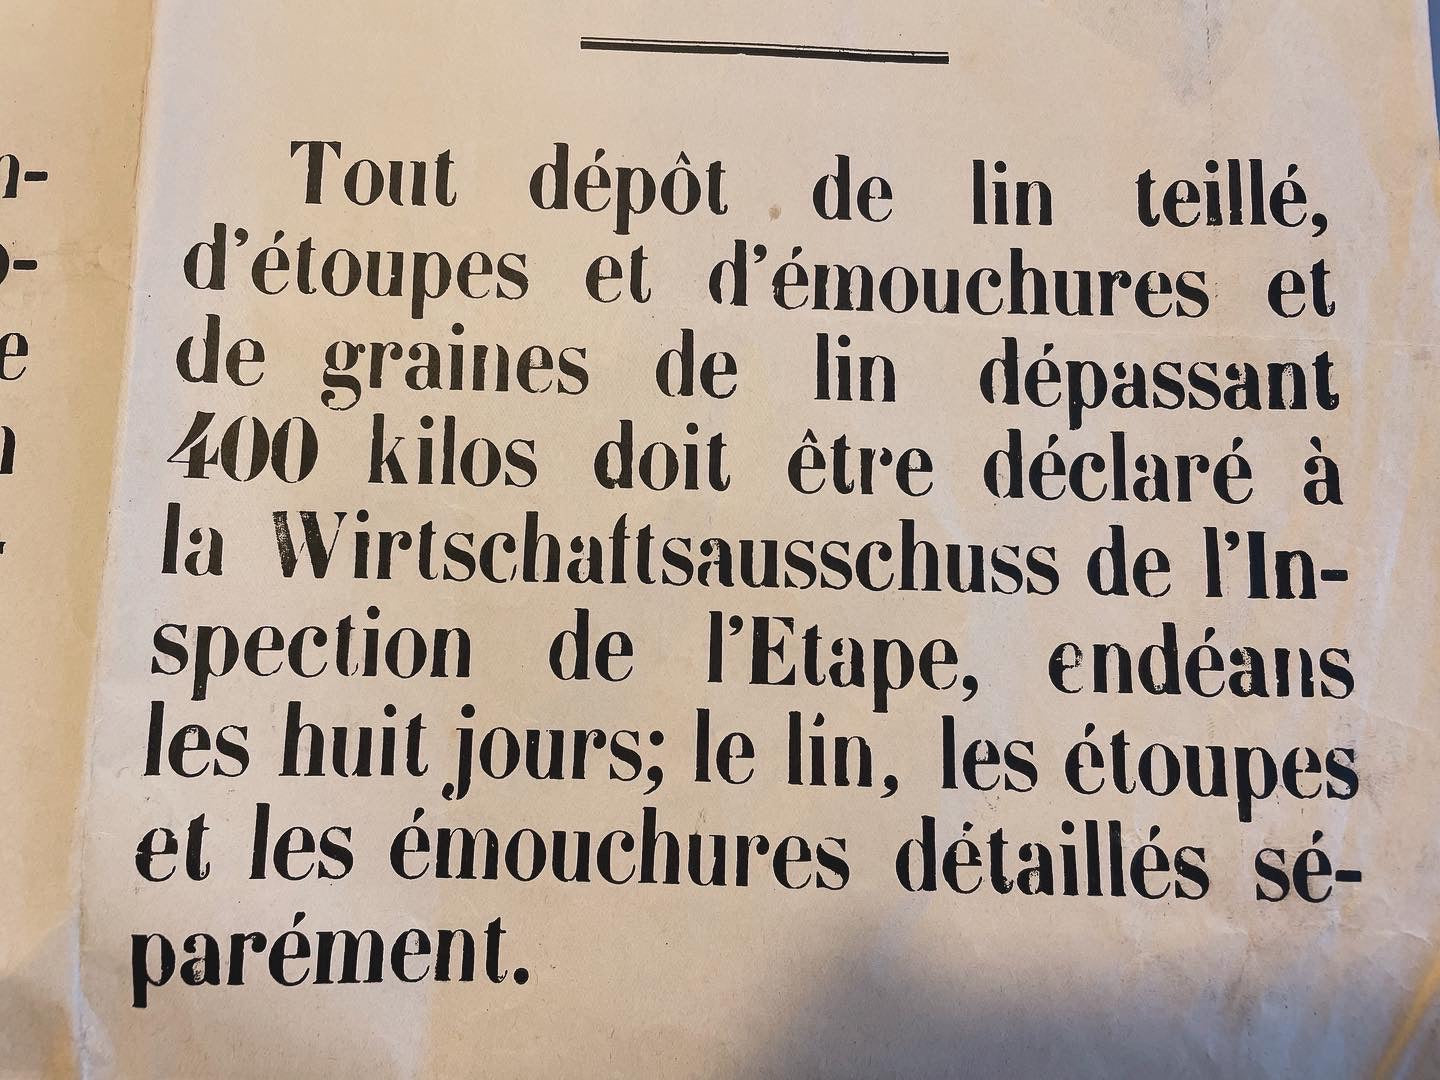 Tout dépôt de lin teillé,
d'étoupes et d'émouchures et
de graines de lin dépassant
400 kilos doit être déclaré à
la Wirtschaftsausschuss de l'In-
spection de l'Etape, endéans
les huit jours; le lin, les étoupes
et les émouchures détaillés sé-
parément.